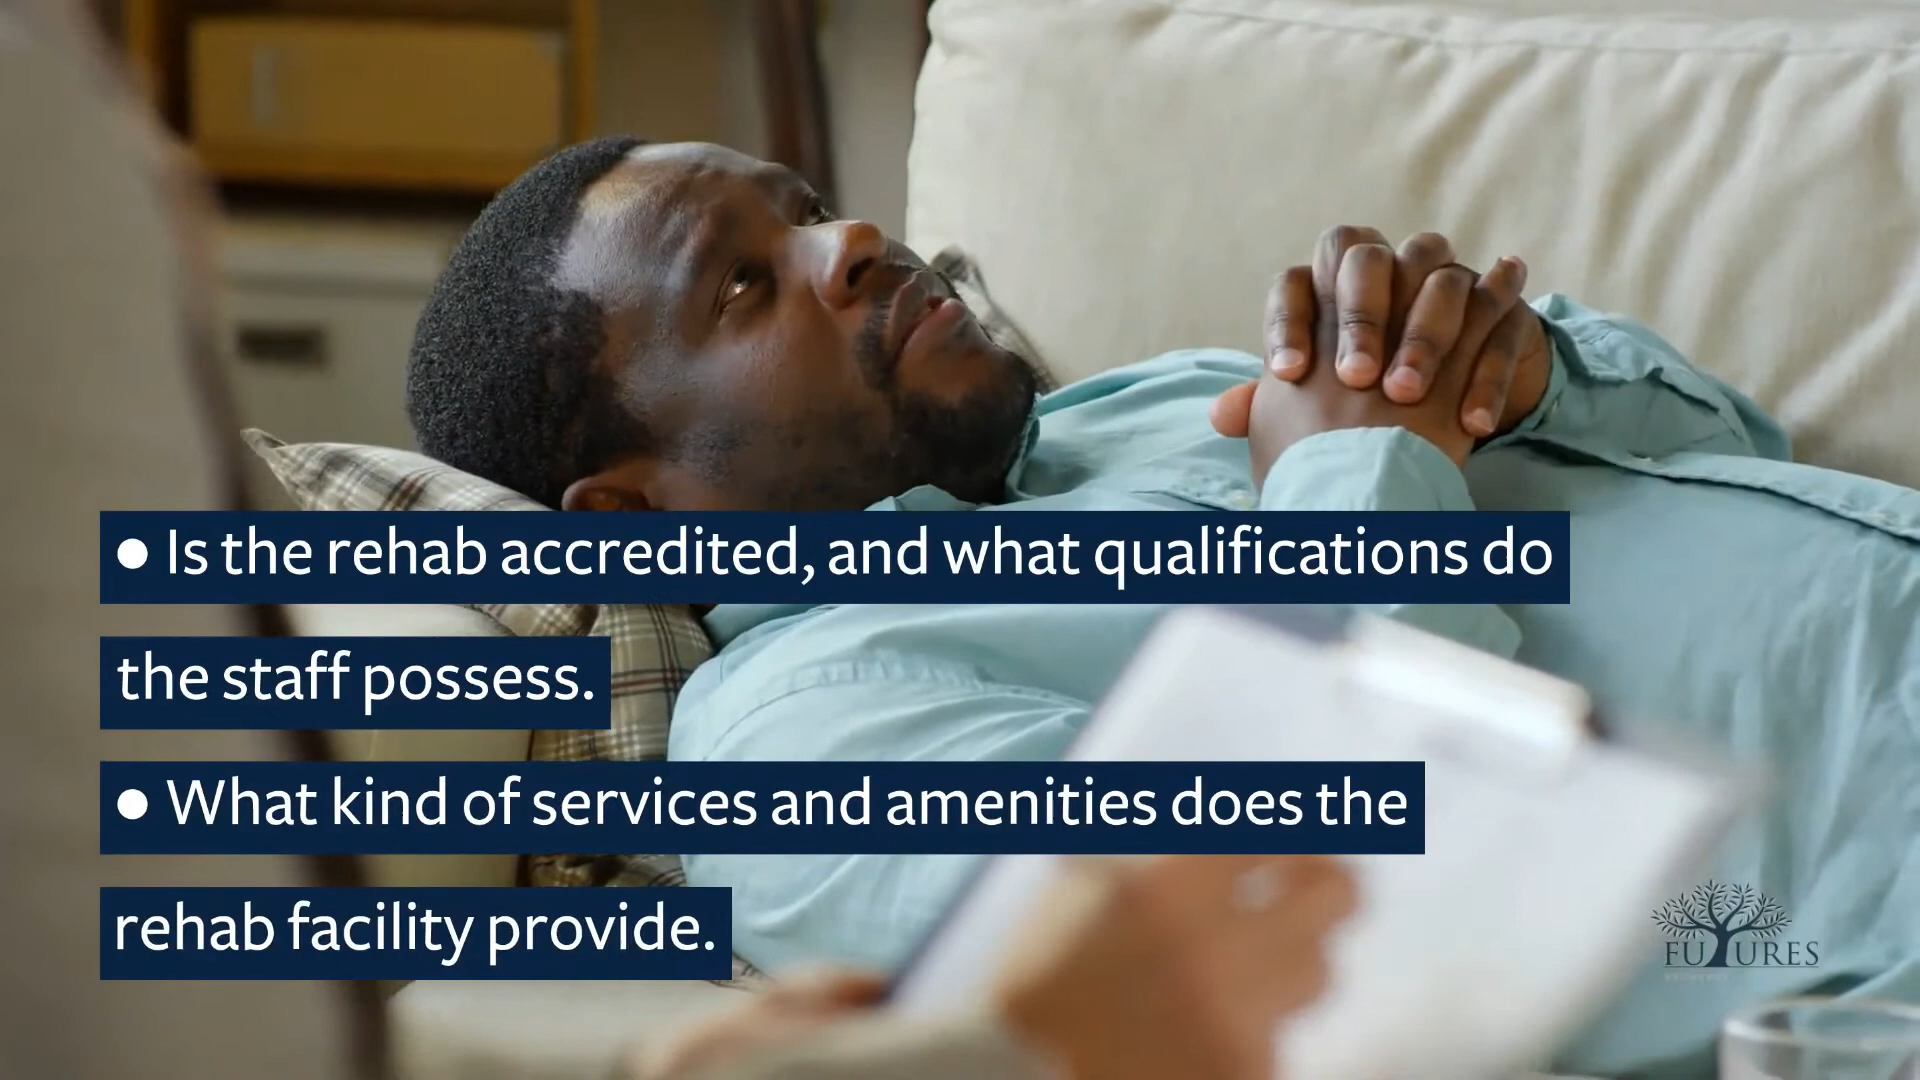 ● Is the rehab accredited, and what qualifications do
the staff possess.
● What kind of services and amenities does the
rehab facility provide.
FUTURES